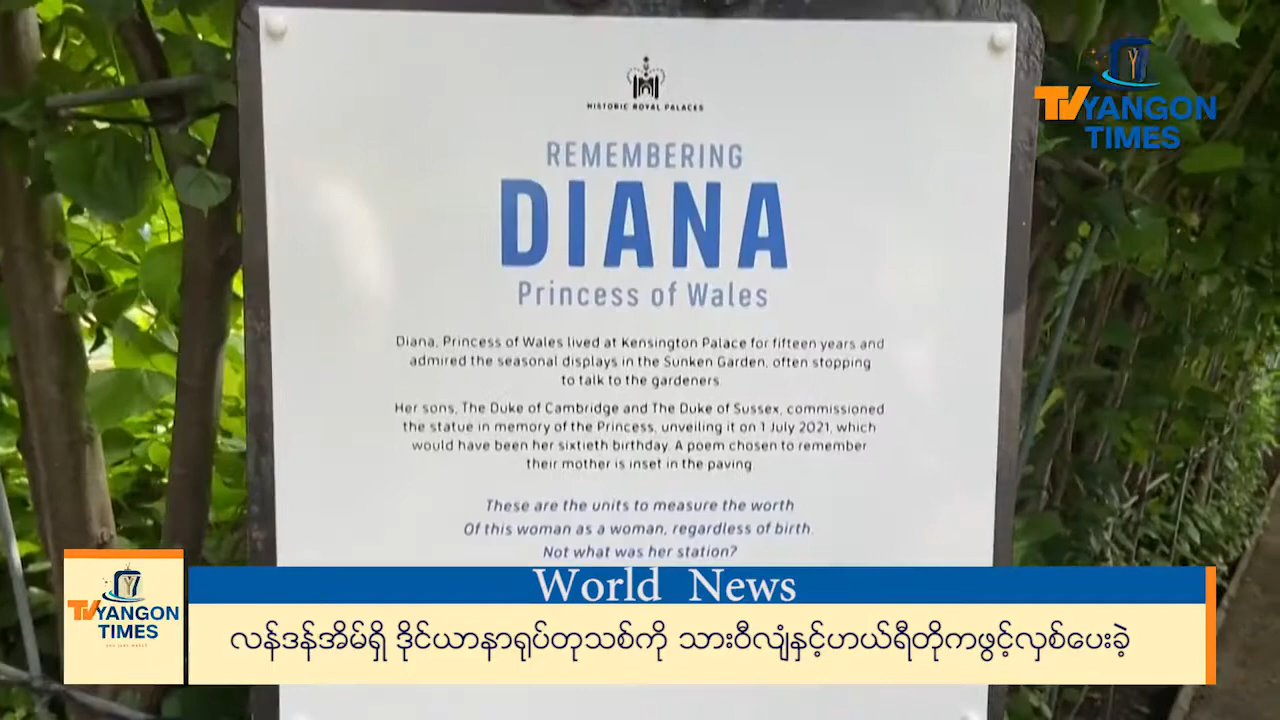 HISTORIC ROYAL PALACES
REMEMBERING
DIANA
Princess of Wales
Diana, Princess of Wales lived at Kensington Palace for fifteen years and
admired the seasonal displays in the Sunken Garden, often stopping
to talk to the gardeners.
Her sons, The Duke of Cambridge and The Duke of Sussex, commissioned
the statue in memory of the Princess, unveiling it on 1 July 2021, which
would have been her sixtieth birthday. A poem chosen to remember
their mother is inset in the paving.
These are the units to measure the worth
Of this woman as a woman, regardless of birth.
Not what was her station?
TV YANGON
TIMES
World News
TV YANGON
TIMES
လန်ဒန်အိမ်ရှိ ဒိုင်ယာနာရုပ်တုသစ်ကို သားဝီလျံနှင့်ဟယ်ရီတိုကဖွင့်လှစ်ပေးခဲ့